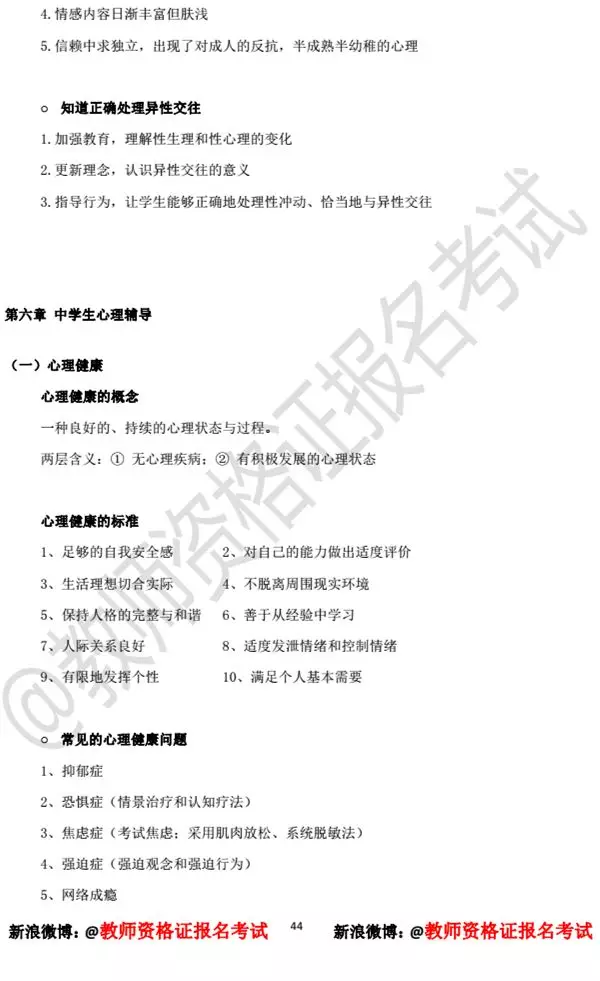 4.情感内容日渐丰富但肤浅
5.信赖中求独立，出现了对成人的反抗，半成熟半幼稚的心理
○ 知道正确处理异性交往
1.加强教育，理解性生理和性心理的变化
2.更新理念，认识异性交往的意义
3.指导行为，让学生能够正确地处理性冲动、恰当地与异性交往
第六章 中学生心理辅导
（一）心理健康
心理健康的概念
一种良好的、持续的心理状态与过程。
两层含义：① 无心理疾病；② 有积极发展的心理状态
心理健康的标准
1、足够的自我安全感 2、对自己的能力做出适度评价
3、生活理想切合实际 4、不脱离周围现实环境
5、保持人格的完整与和谐 6、善于从经验中学习
7、人际关系良好 8、适度发泄情绪和控制情绪
9、有限地发挥个性 10、满足个人基本需要
○ 常见的心理健康问题
1、抑郁症
2、恐惧症（情景治疗和认知疗法）
3、焦虑症（考试焦虑；采用肌肉放松、系统脱敏法）
4、强迫症（强迫观念和强迫行为）
5、网络成瘾
新浪微博：@教师资格证报名考试 44 新浪微博：@教师资格证报名考试
@教师资格证报名考试